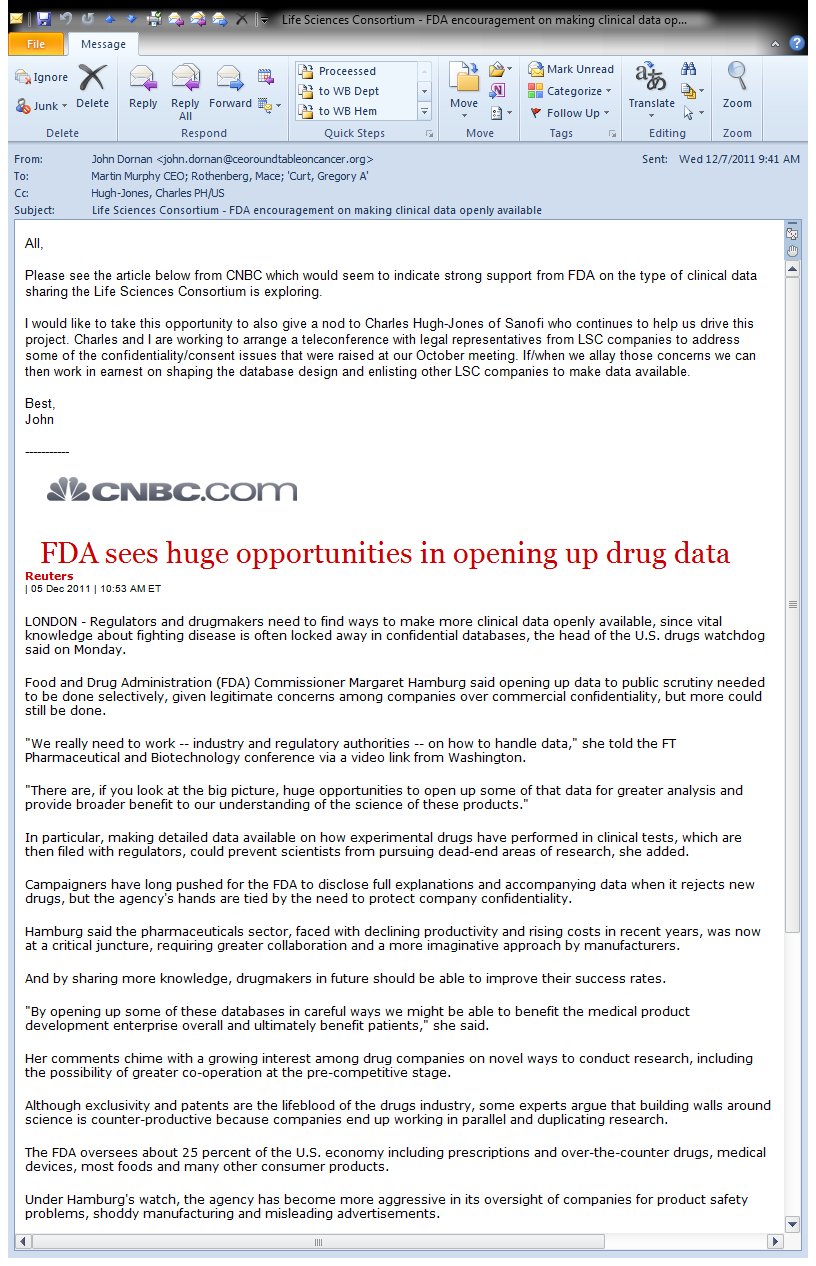 Life Sciences Consortium - FDA encouragement on making clinical data op...
File
Message
Ignore
Junk
Delete
Reply
Reply All
Forward
Proceessed
to WB Dept
to WB Hem
Move
Mark Unread
Categorize
Follow Up
Translate
Zoom
Delete
Respond
Quick Steps
Move
Tags
Editing
Zoom
From: John Dornan <john.dornan@ceoroundtableoncancer.org>
Sent: Wed 12/7/2011 9:41 AM
To: Martin Murphy CEO; Rothenberg, Mace; 'Curt, Gregory A'
Cc: Hugh-Jones, Charles PH/US
Subject: Life Sciences Consortium - FDA encouragement on making clinical data openly available
All,
Please see the article below from CNBC which would seem to indicate strong support from FDA on the type of clinical data
sharing the Life Sciences Consortium is exploring.
I would like to take this opportunity to also give a nod to Charles Hugh-Jones of Sanofi who continues to help us drive this
project. Charles and I are working to arrange a teleconference with legal representatives from LSC companies to address
some of the confidentiality/consent issues that were raised at our October meeting. If/when we allay those concerns we can
then work in earnest on shaping the database design and enlisting other LSC companies to make data available.
Best,
John
-----------
CNBC.com
FDA sees huge opportunities in opening up drug data
Reuters
| 05 Dec 2011 | 10:53 AM ET
LONDON - Regulators and drugmakers need to find ways to make more clinical data openly available, since vital
knowledge about fighting disease is often locked away in confidential databases, the head of the U.S. drugs watchdog
said on Monday.
Food and Drug Administration (FDA) Commissioner Margaret Hamburg said opening up data to public scrutiny needed
to be done selectively, given legitimate concerns among companies over commercial confidentiality, but more could
still be done.
"We really need to work -- industry and regulatory authorities -- on how to handle data," she told the FT
Pharmaceutical and Biotechnology conference via a video link from Washington.
"There are, if you look at the big picture, huge opportunities to open up some of that data for greater analysis and
provide broader benefit to our understanding of the science of these products."
In particular, making detailed data available on how experimental drugs have performed in clinical tests, which are
then filed with regulators, could prevent scientists from pursuing dead-end areas of research, she added.
Campaigners have long pushed for the FDA to disclose full explanations and accompanying data when it rejects new
drugs, but the agency's hands are tied by the need to protect company confidentiality.
Hamburg said the pharmaceuticals sector, faced with declining productivity and rising costs in recent years, was now
at a critical juncture, requiring greater collaboration and a more imaginative approach by manufacturers.
And by sharing more knowledge, drugmakers in future should be able to improve their success rates.
"By opening up some of these databases in careful ways we might be able to benefit the medical product
development enterprise overall and ultimately benefit patients," she said.
Her comments chime with a growing interest among drug companies on novel ways to conduct research, including
the possibility of greater co-operation at the pre-competitive stage.
Although exclusivity and patents are the lifeblood of the drugs industry, some experts argue that building walls around
science is counter-productive because companies end up working in parallel and duplicating research.
The FDA oversees about 25 percent of the U.S. economy including prescriptions and over-the-counter drugs, medical
devices, most foods and many other consumer products.
Under Hamburg's watch, the agency has become more aggressive in its oversight of companies for product safety
problems, shoddy manufacturing and misleading advertisements.